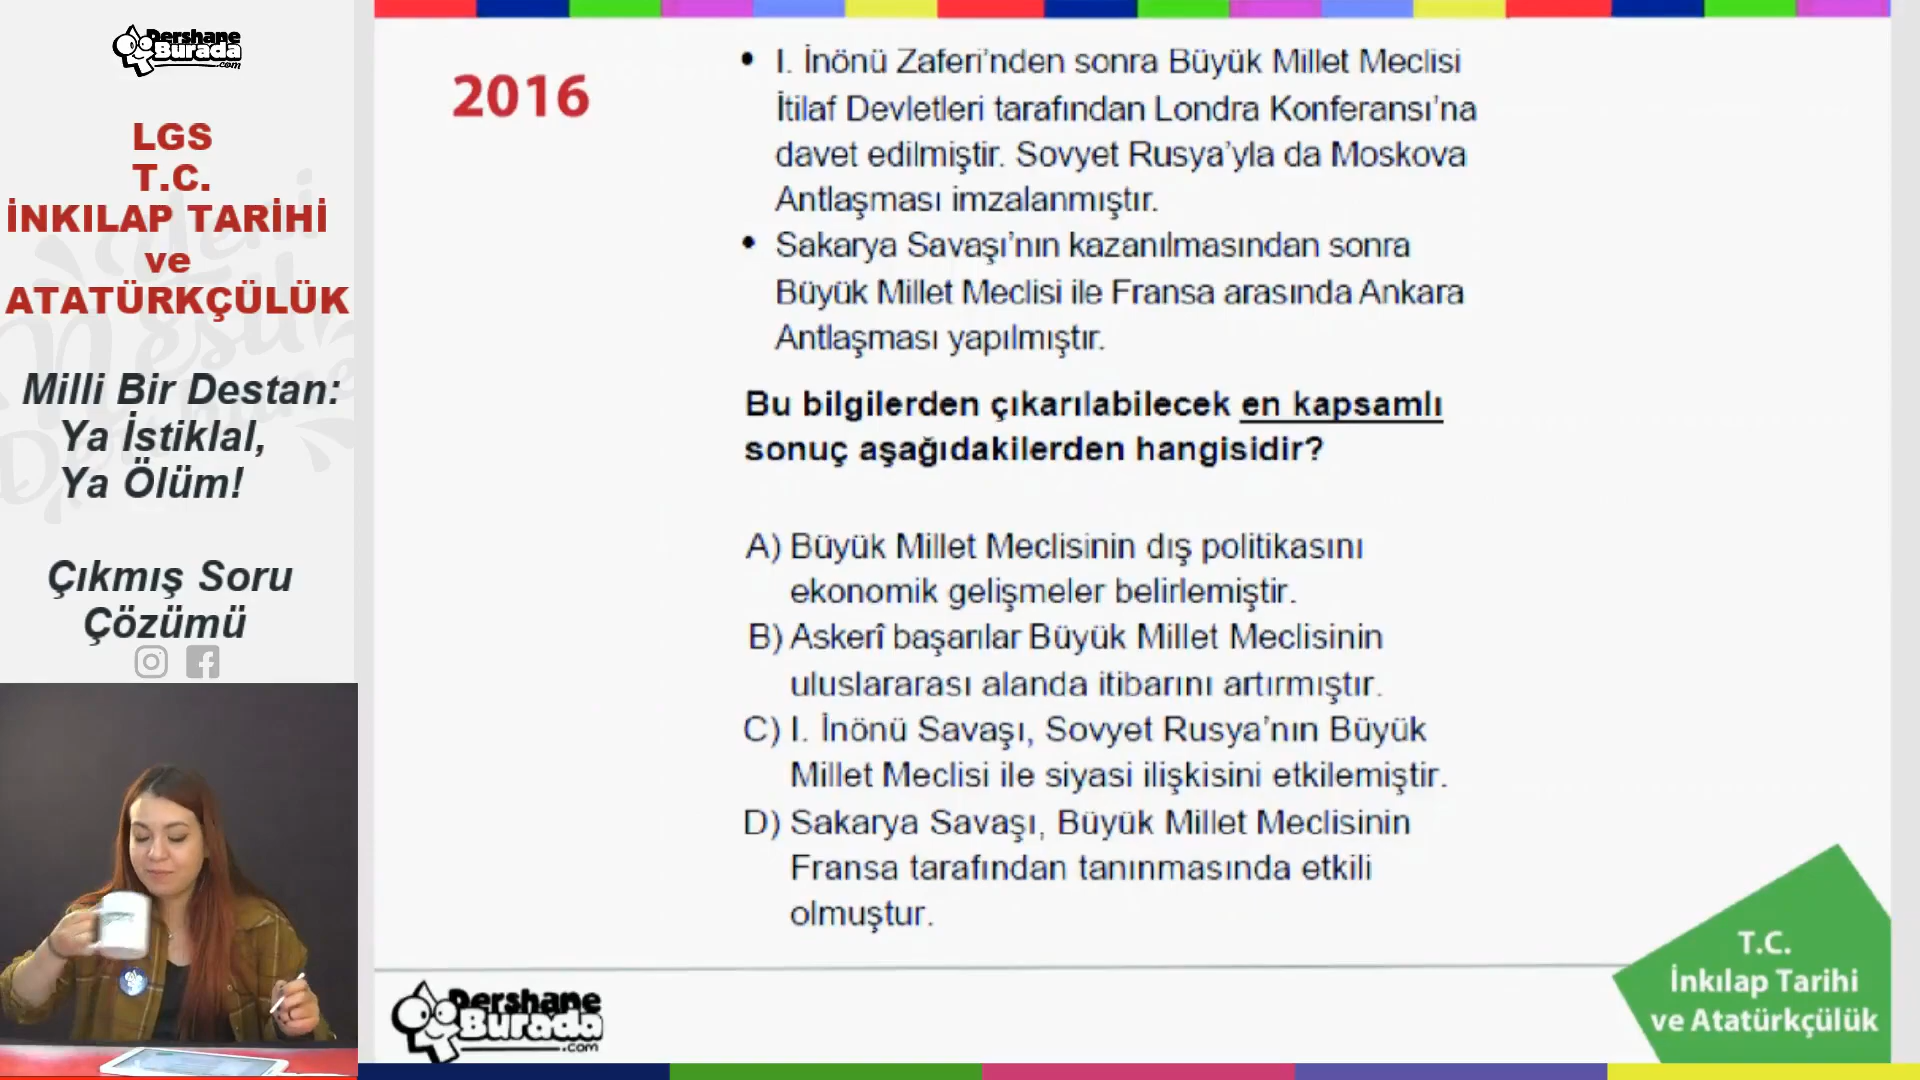 Dershane
Burada
.com
LGS
T.C.
İNKILAP TARİHİ
ve
ATATÜRKÇÜLÜK
Milli Bir Destan:
Ya İstiklal,
Ya Ölüm!
Çıkmış Soru
Çözümü
2016
• I. İnönü Zaferi’nden sonra Büyük Millet Meclisi
İtilaf Devletleri tarafından Londra Konferansı’na
davet edilmiştir. Sovyet Rusya’yla da Moskova
Antlaşması imzalanmıştır.
• Sakarya Savaşı’nın kazanılmasından sonra
Büyük Millet Meclisi ile Fransa arasında Ankara
Antlaşması yapılmıştır.
Bu bilgilerden çıkarılabilecek en kapsamlı
sonuç aşağıdakilerden hangisidir?
A) Büyük Millet Meclisinin dış politikasını
ekonomik gelişmeler belirlemiştir.
B) Askerî başarılar Büyük Millet Meclisinin
uluslararası alanda itibarını artırmıştır.
C) I. İnönü Savaşı, Sovyet Rusya’nın Büyük
Millet Meclisi ile siyasi ilişkisini etkilemiştir.
D) Sakarya Savaşı, Büyük Millet Meclisinin
Fransa tarafından tanınmasında etkili
olmuştur.
Dershane
Burada
.com
T.C.
İnkılap Tarihi
ve Atatürkçülük